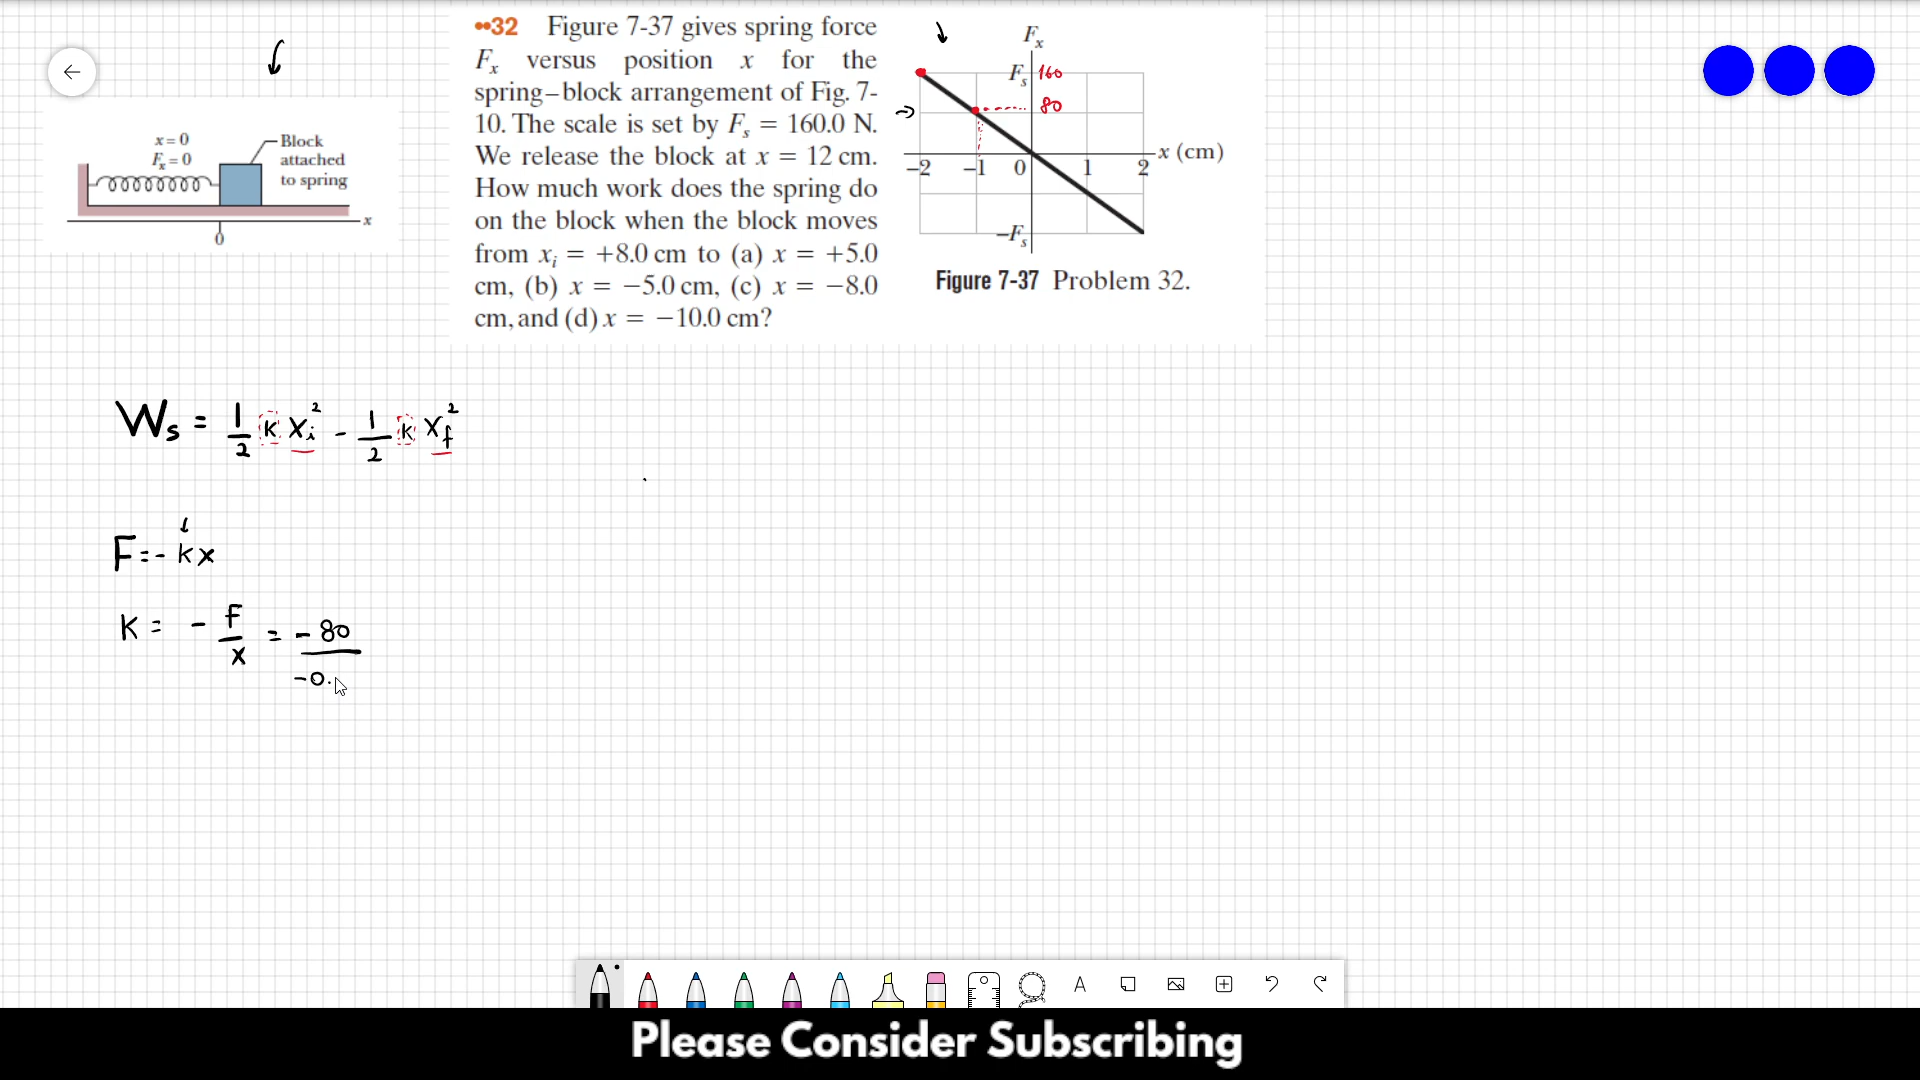 ••32 Figure 7-37 gives spring force
Fx versus position x for the
spring–block arrangement of Fig. 7-
10. The scale is set by Fs = 160.0 N.
We release the block at x = 12 cm.
How much work does the spring do
on the block when the block moves
from xi = +8.0 cm to (a) x = +5.0
cm, (b) x = −5.0 cm, (c) x = −8.0
cm, and (d) x = −10.0 cm?
x = 0
Fx = 0
Block
attached
to spring
x
0
Fx
Fs 160
80
x (cm)
−2 −1 0 1 2
−Fs
Figure 7-37 Problem 32.
Ws = 1/2 k xi² - 1/2 k xf²
F = - kx
K = - F/x = -80/-0.
A
Please Consider Subscribing